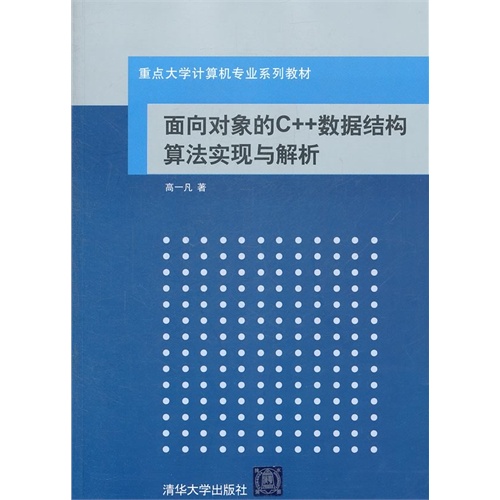 重点大学计算机专业系列教材
面向对象的C++数据结构
算法实现与解析
高一凡 著
清华大学出版社